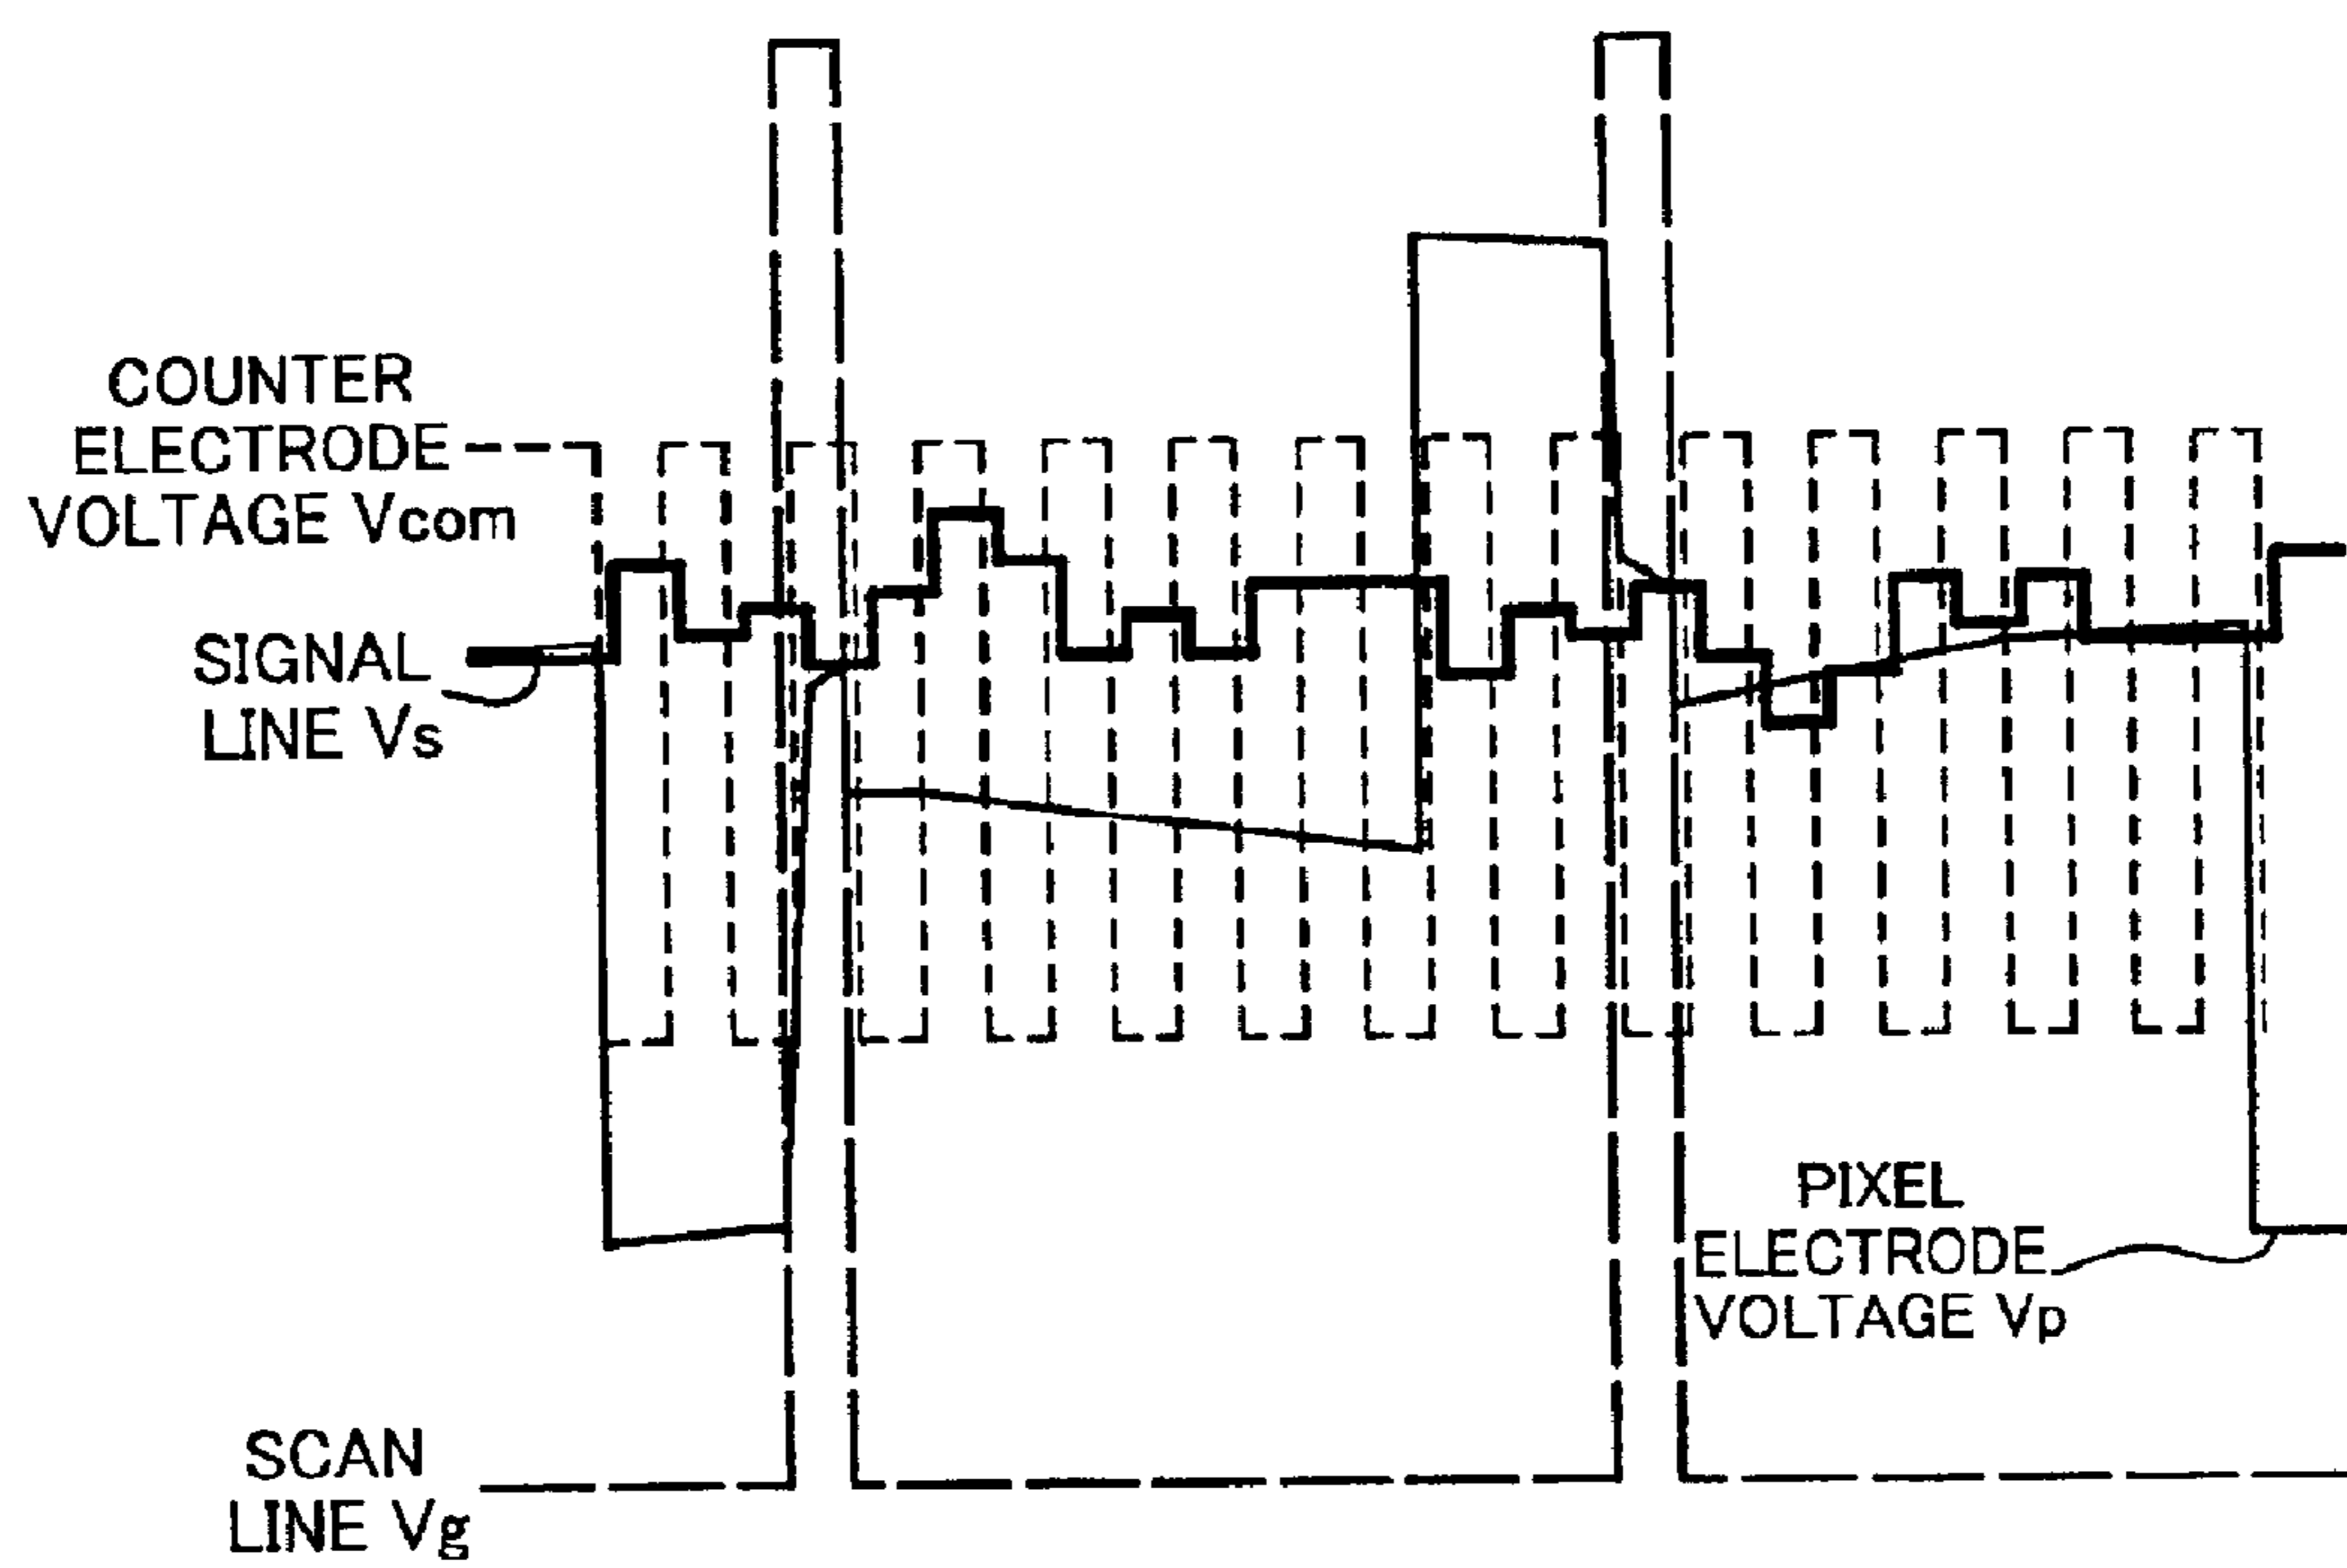 COUNTER
ELECTRODE
VOLTAGE Vcom
SIGNAL
LINE Vs
PIXEL
ELECTRODE
VOLTAGE Vp
SCAN
LINE Vg